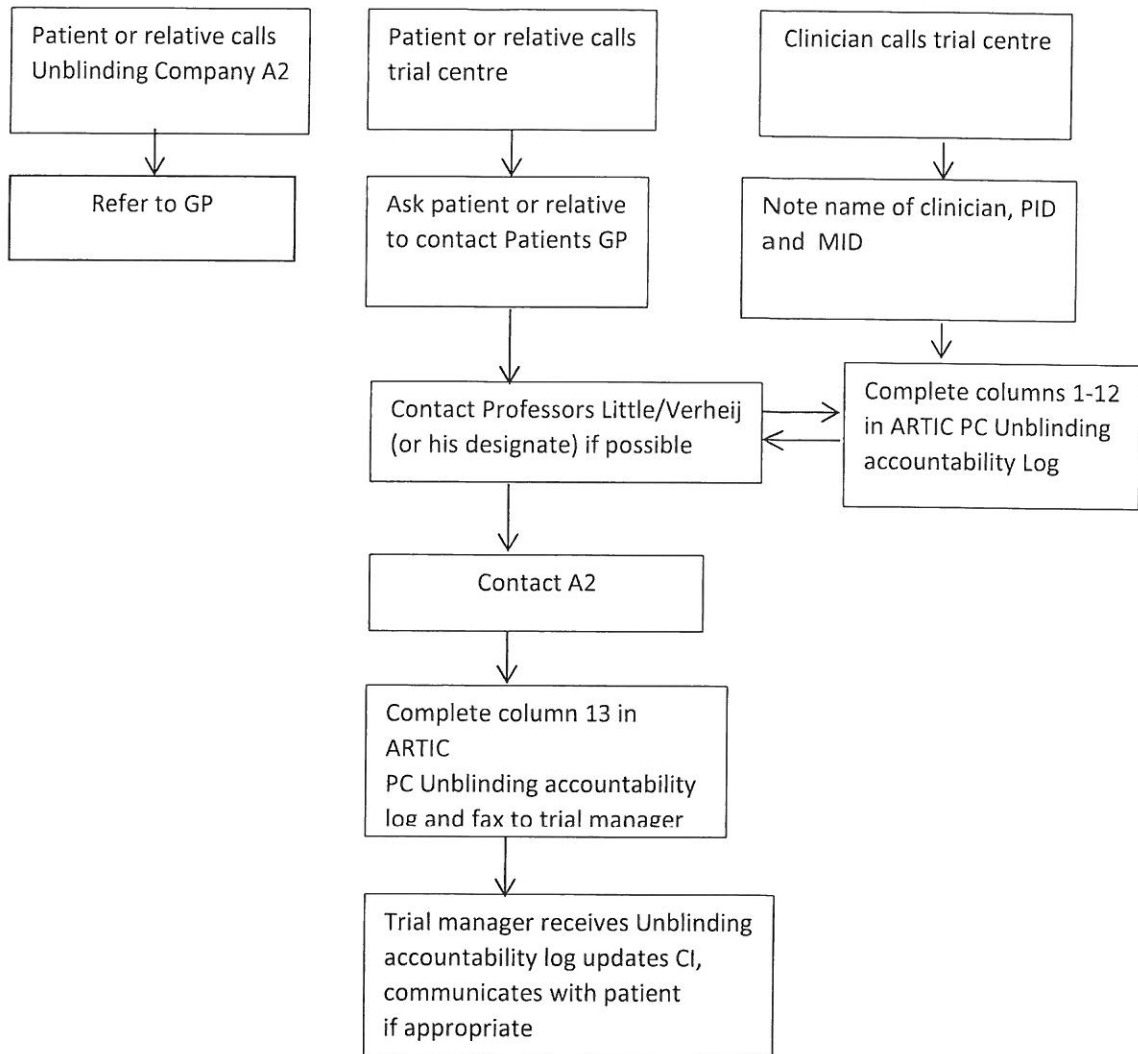 Patient or relative calls
Unblinding Company A2
Patient or relative calls
trial centre
Clinician calls trial centre
Refer to GP
Ask patient or relative
to contact Patients GP
Note name of clinician, PID
and MID
Contact Professors Little/Verheij
(or his designate) if possible
Complete columns 1-12
in ARTIC PC Unblinding
accountability Log
Contact A2
Complete column 13 in
ARTIC
PC Unblinding accountability
log and fax to trial manager
Trial manager receives Unblinding
accountability log updates CI,
communicates with patient
if appropriate